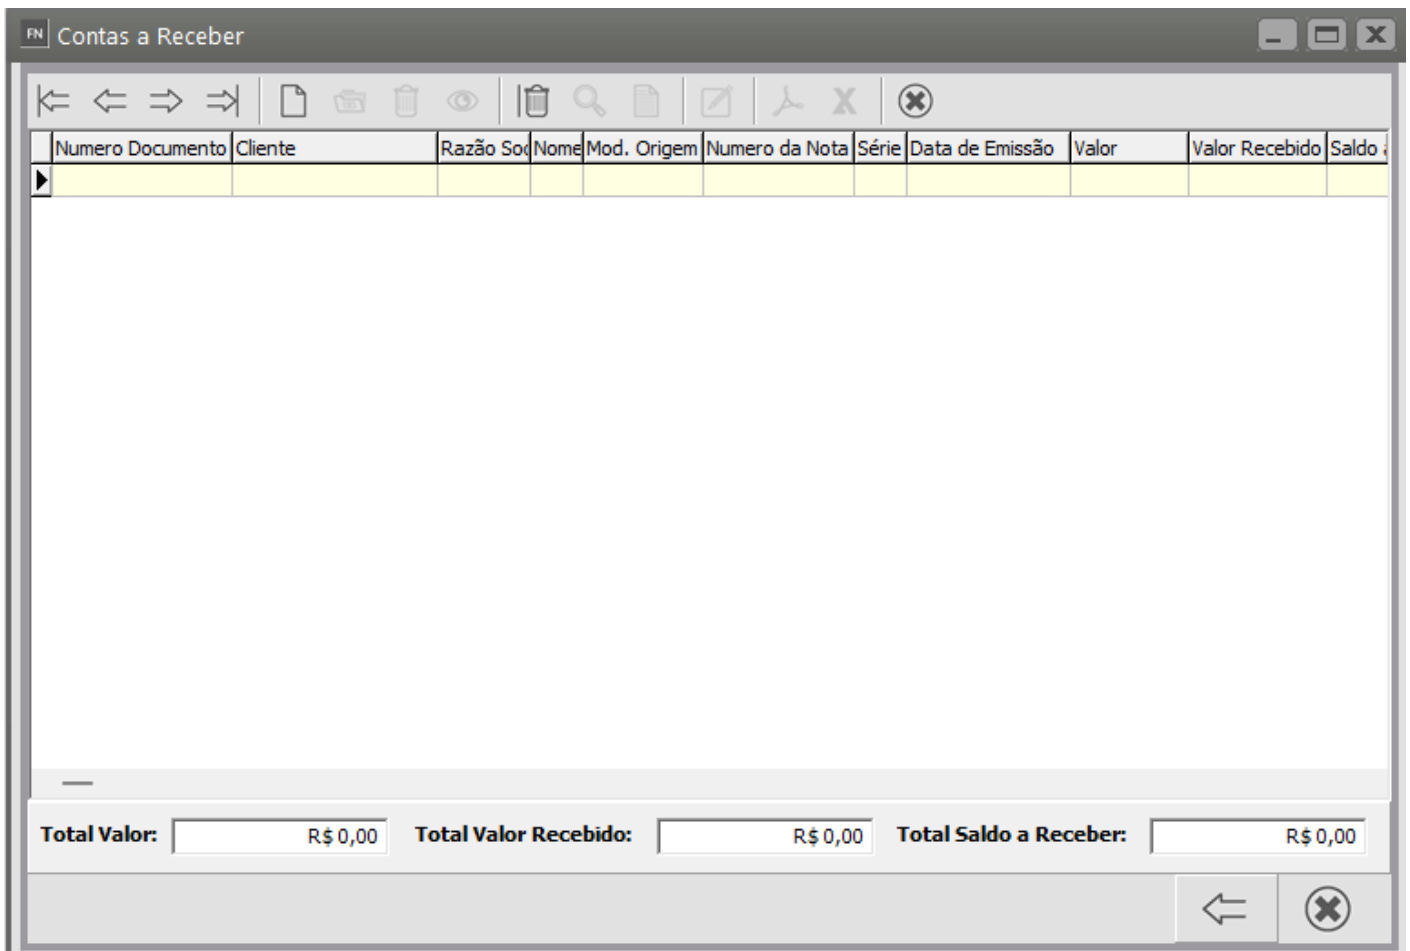 FN Contas a Receber
Numero Documento Cliente Razão Soc Nome Mod. Origem Numero da Nota Série Data de Emissão Valor Valor Recebido Saldo
Total Valor: R$ 0,00 Total Valor Recebido: R$ 0,00 Total Saldo a Receber: R$ 0,00